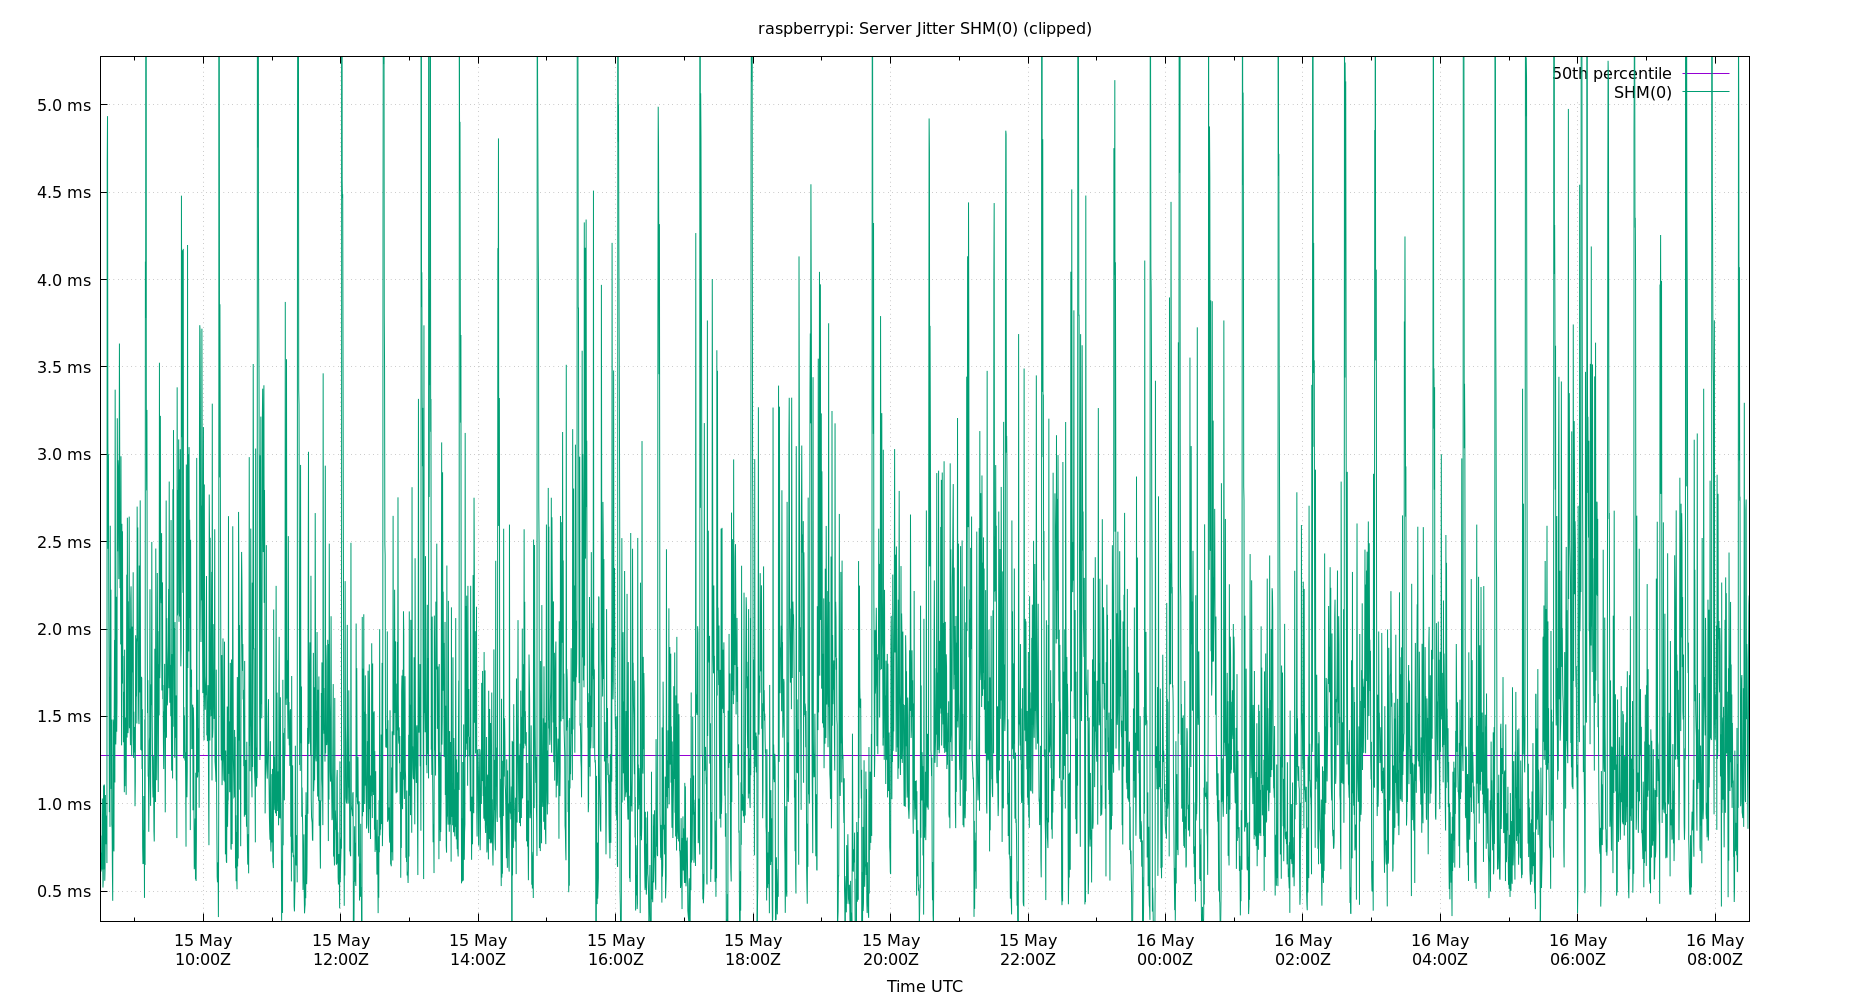 raspberrypi: Server Jitter SHM(0) (clipped)
50th percentile
SHM(0)
5.0 ms
4.5 ms
4.0 ms
3.5 ms
3.0 ms
2.5 ms
2.0 ms
1.5 ms
1.0 ms
0.5 ms
15 May 15 May 15 May 15 May 15 May 15 May 15 May 16 May 16 May 16 May 16 May 16 May
10:00Z 12:00Z 14:00Z 16:00Z 18:00Z 20:00Z 22:00Z 00:00Z 02:00Z 04:00Z 06:00Z 08:00Z
Time UTC